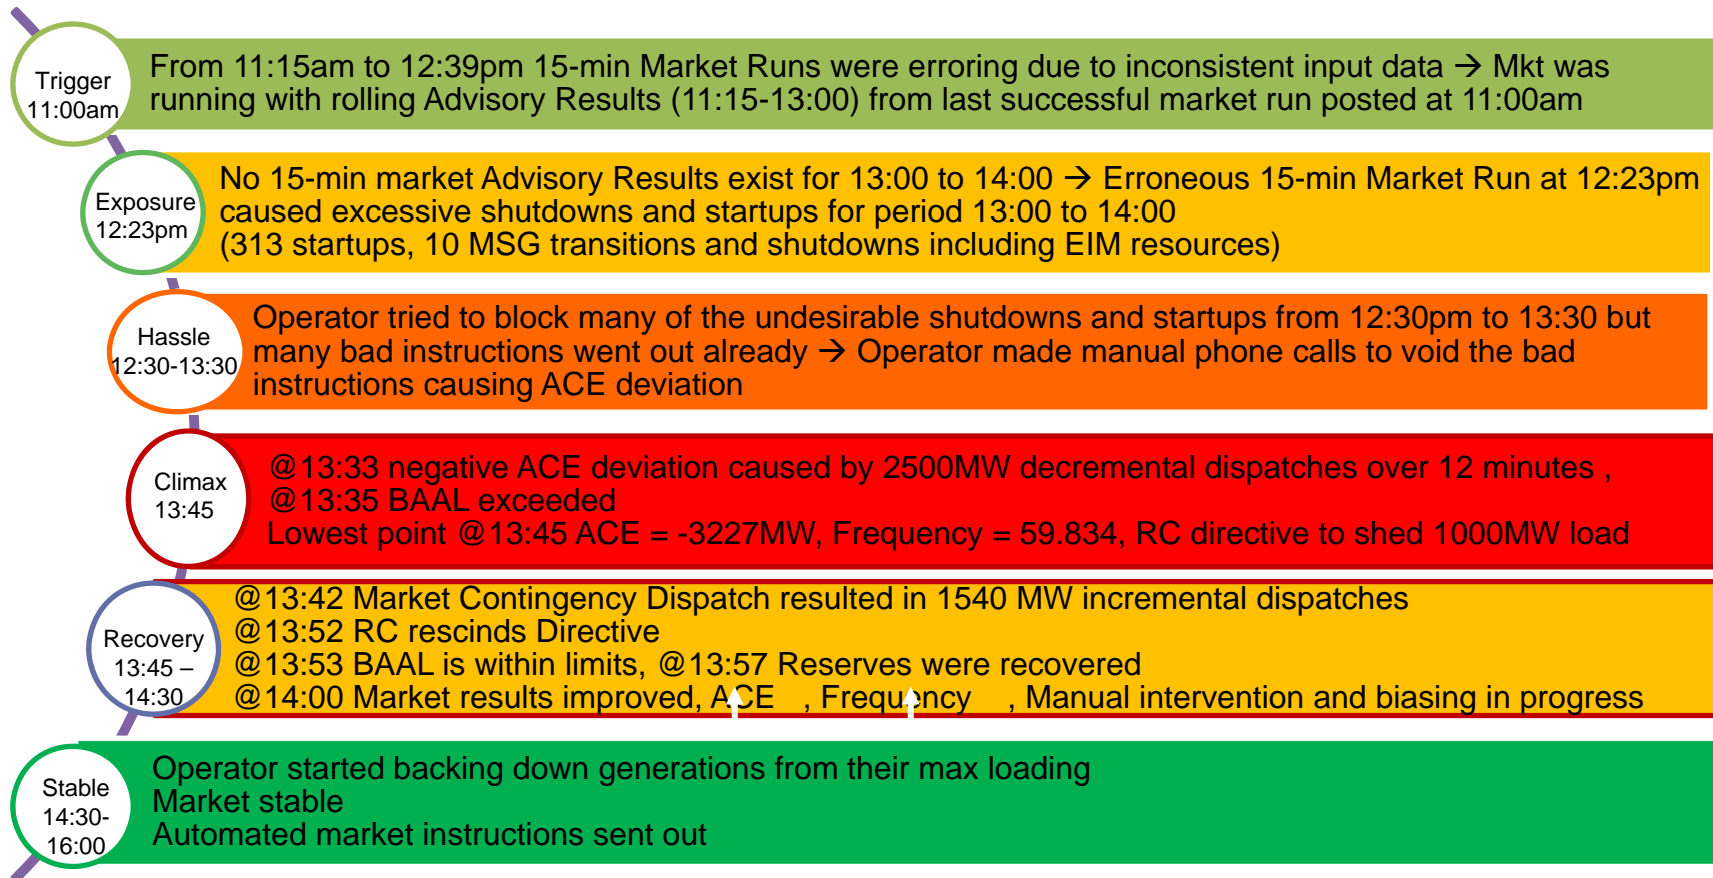 Trigger
11:00am
From 11:15am to 12:39pm 15-min Market Runs were erroring due to inconsistent input data → Mkt was
running with rolling Advisory Results (11:15-13:00) from last successful market run posted at 11:00am
Exposure
12:23pm
No 15-min market Advisory Results exist for 13:00 to 14:00 → Erroneous 15-min Market Run at 12:23pm
caused excessive shutdowns and startups for period 13:00 to 14:00
(313 startups, 10 MSG transitions and shutdowns including EIM resources)
Hassle
12:30-13:30
Operator tried to block many of the undesirable shutdowns and startups from 12:30pm to 13:30 but
many bad instructions went out already → Operator made manual phone calls to void the bad
instructions causing ACE deviation
Climax
13:45
@13:33 negative ACE deviation caused by 2500MW decremental dispatches over 12 minutes ,
@13:35 BAAL exceeded
Lowest point @13:45 ACE = -3227MW, Frequency = 59.834, RC directive to shed 1000MW load
Recovery
13:45 –
14:30
@13:42 Market Contingency Dispatch resulted in 1540 MW incremental dispatches
@13:52 RC rescinds Directive
@13:53 BAAL is within limits, @13:57 Reserves were recovered
@14:00 Market results improved, ACE , Frequency , Manual intervention and biasing in progress
Stable
14:30-
16:00
Operator started backing down generations from their max loading
Market stable
Automated market instructions sent out